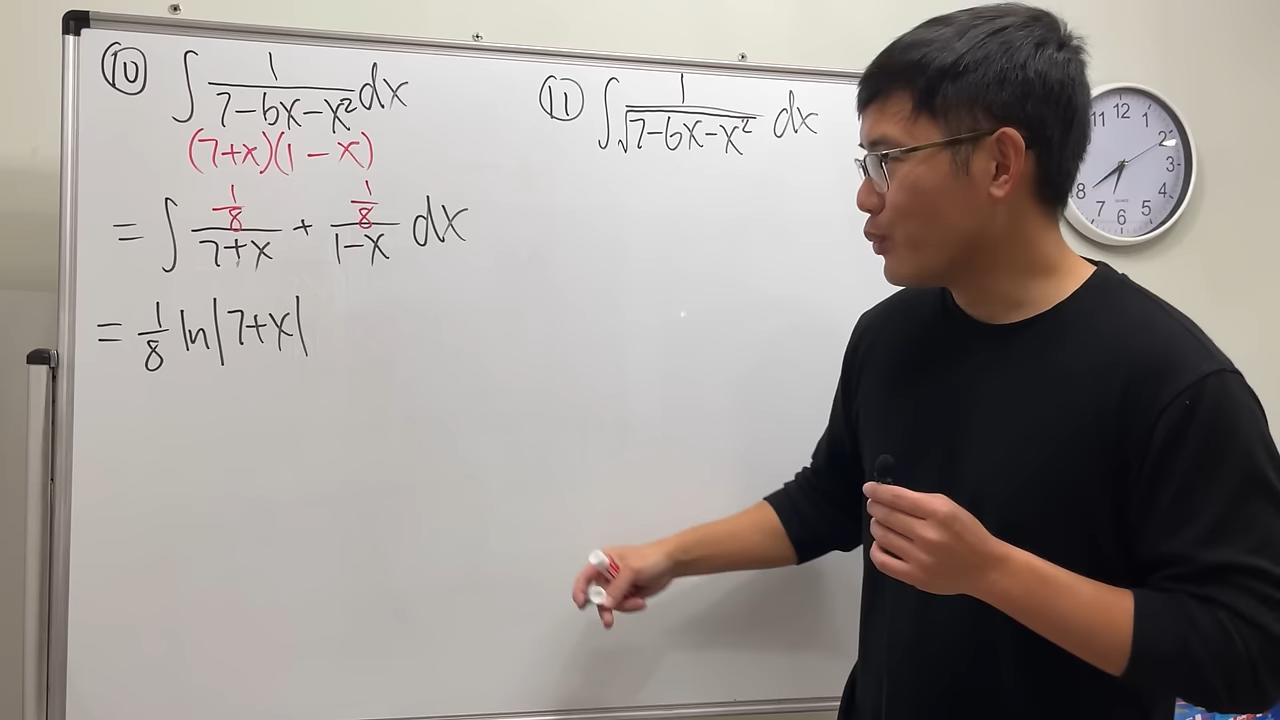 ⑩ ∫ 1/(7-6x-x²) dx
(7+x)(1-x)
= ∫ (1/8)/(7+x) + (1/8)/(1-x) dx
= 1/8 ln|7+x|
⑪ ∫ 1/√(7-6x-x²) dx
11 12 1
2
3
4
5
6
7
8